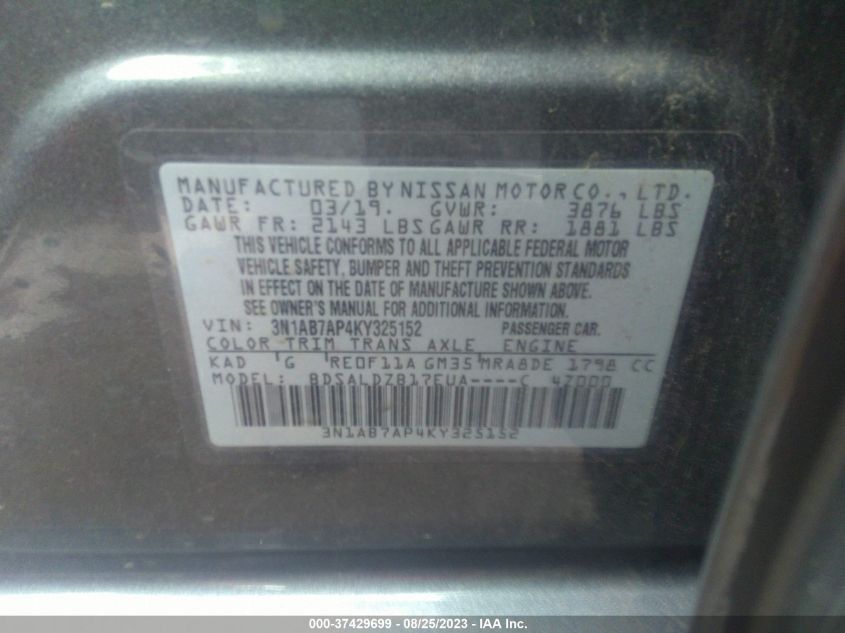 MANUFACTURED BY NISSAN MOTOR CO., LTD.
DATE: 03/19. GVWR: 3876 LBS
GAWR FR: 2143 LBS GAWR RR: 1881 LBS
THIS VEHICLE CONFORMS TO ALL APPLICABLE FEDERAL MOTOR
VEHICLE SAFETY, BUMPER AND THEFT PREVENTION STANDARDS
IN EFFECT ON THE DATE OF MANUFACTURE SHOWN ABOVE.
SEE OWNER'S MANUAL FOR ADDITIONAL INFORMATION.
VIN: 3N1AB7AP4KY325152 PASSENGER CAR.
COLOR TRIM TRANS AXLE ENGINE
KAD G RE0F11A GM35 MRA8DE 1798 CC
MODEL: BDSALDZB17EUA----C 4Z000
3N1AB7AP4KY325152
000-37429699 - 08/25/2023 - © IAA, Inc.